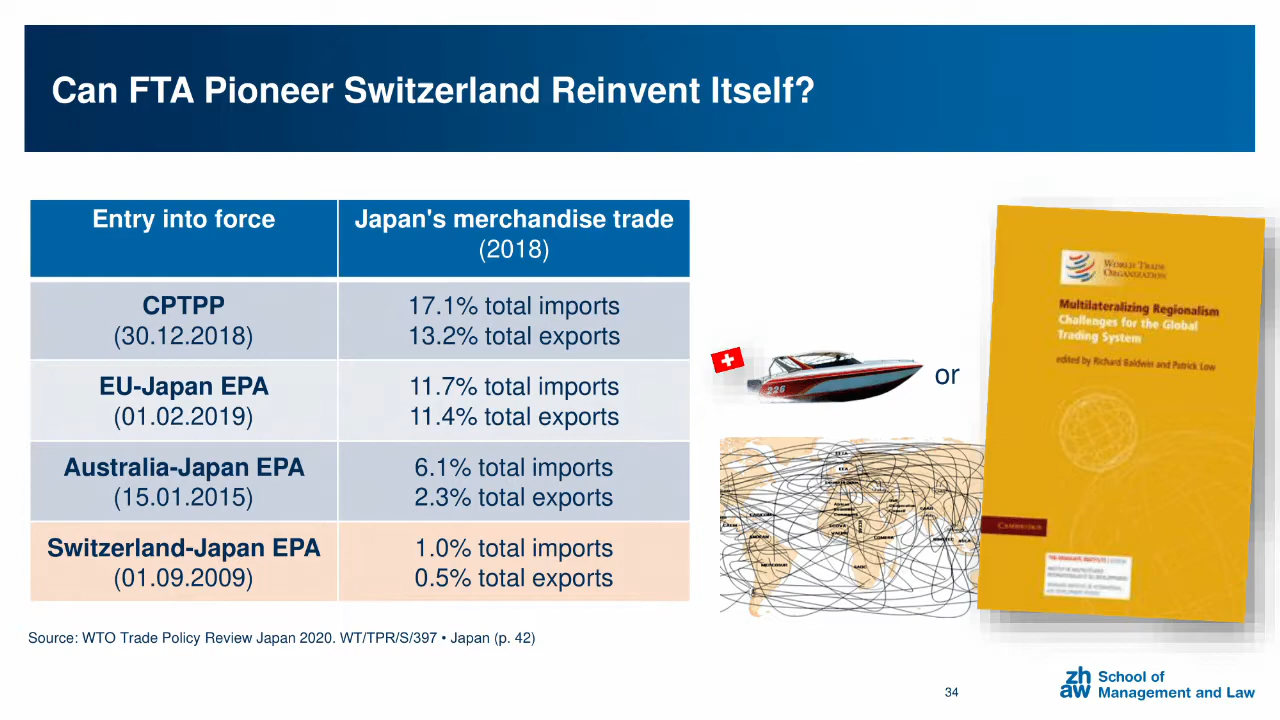 Can FTA Pioneer Switzerland Reinvent Itself?
Entry into force
Japan's merchandise trade
(2018)
CPTPP
(30.12.2018)
17.1% total imports
13.2% total exports
EU-Japan EPA
(01.02.2019)
11.7% total imports
11.4% total exports
Australia-Japan EPA
(15.01.2015)
6.1% total imports
2.3% total exports
Switzerland-Japan EPA
(01.09.2009)
1.0% total imports
0.5% total exports
Source: WTO Trade Policy Review Japan 2020. WT/TPR/S/397 • Japan (p. 42)
226
or
MERCOSUR
SADC
COMESA
WORLD TRADE
ORGANIZATION
Multilateralizing Regionalism
Challenges for the Global
Trading System
edited by Richard Baldwin and Patrick Low
CAMBRIDGE
34
zh
aw
School of
Management and Law